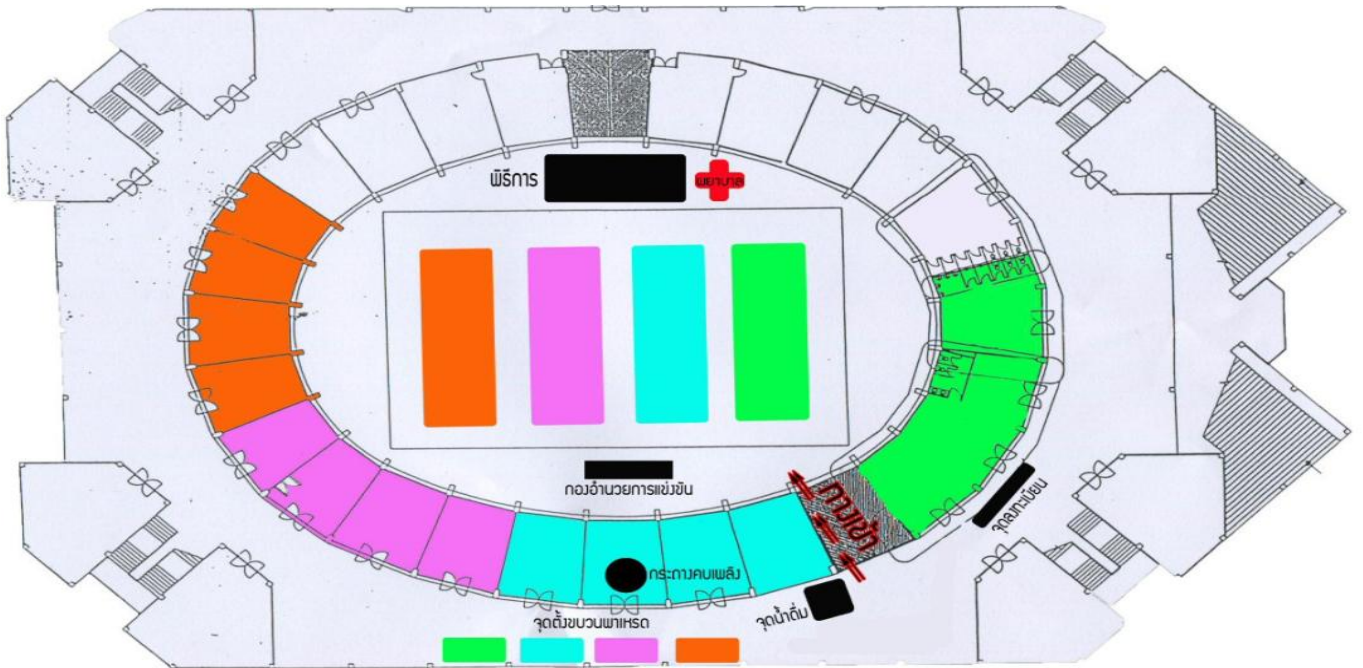 พิธีการ
พยาบาล
กองอำนวยการแข่งขัน
ทางเข้า
จุดลงทะเบียน
กระถางคบเพลิง
จุดน้ำดื่ม
จุดตั้งขบวนพาเหรด